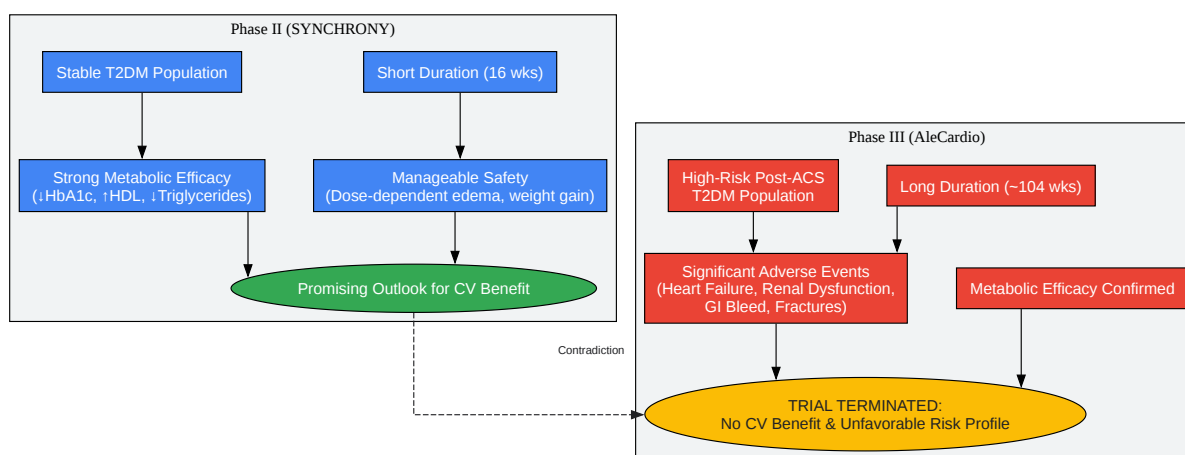 Phase II (SYNCHRONY)
Stable T2DM Population
Short Duration (16 wks)
Strong Metabolic Efficacy
(↓HbA1c, ↑HDL, ↓Triglycerides)
Manageable Safety
(Dose-dependent edema, weight gain)
Promising Outlook for CV Benefit
Contradiction
Phase III (AleCardio)
High-Risk Post-ACS
T2DM Population
Long Duration (~104 wks)
Significant Adverse Events
(Heart Failure, Renal Dysfunction,
GI Bleed, Fractures)
Metabolic Efficacy Confirmed
TRIAL TERMINATED:
No CV Benefit & Unfavorable Risk Profile